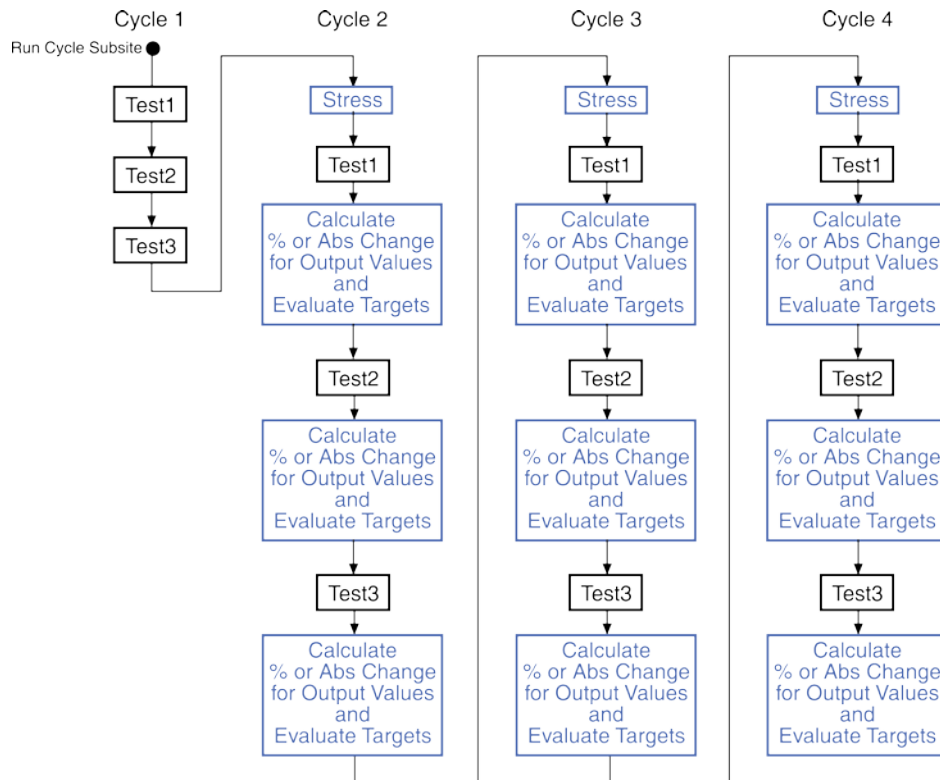 Cycle 1
Run Cycle Subsite
Test1
Test2
Test3
Cycle 2
Stress
Test1
Calculate
% or Abs Change
for Output Values
and
Evaluate Targets
Test2
Calculate
% or Abs Change
for Output Values
and
Evaluate Targets
Test3
Calculate
% or Abs Change
for Output Values
and
Evaluate Targets
Cycle 3
Stress
Test1
Calculate
% or Abs Change
for Output Values
and
Evaluate Targets
Test2
Calculate
% or Abs Change
for Output Values
and
Evaluate Targets
Test3
Calculate
% or Abs Change
for Output Values
and
Evaluate Targets
Cycle 4
Stress
Test1
Calculate
% or Abs Change
for Output Values
and
Evaluate Targets
Test2
Calculate
% or Abs Change
for Output Values
and
Evaluate Targets
Test3
Calculate
% or Abs Change
for Output Values
and
Evaluate Targets